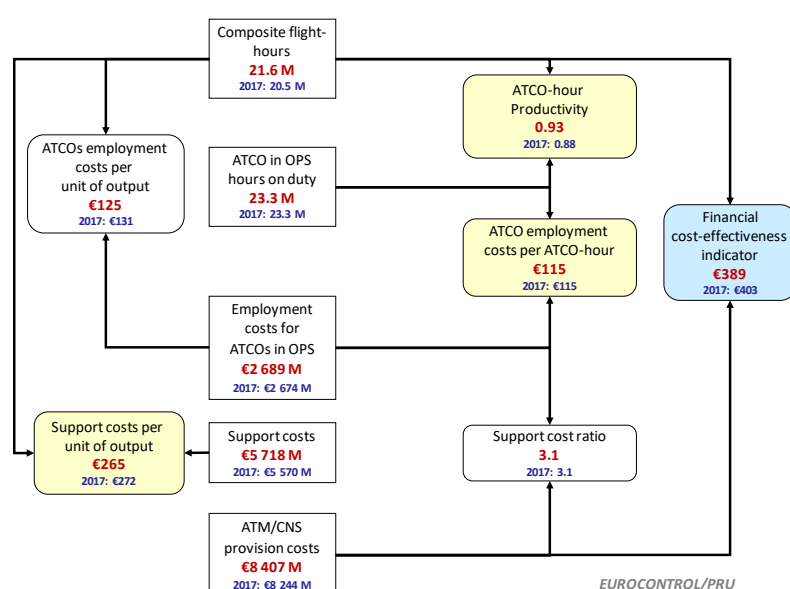 Composite flight-
hours
21.6 M
2017: 20.5 M
ATCO-hour
Productivity
0.93
2017: 0.88
ATCOs employment
costs per
unit of output
€125
2017: €131
ATCO in OPS
hours on duty
23.3 M
2017: 23.3 M
ATCO employment
costs per ATCO-hour
€115
2017: €115
Financial
cost-effectiveness
indicator
€389
2017: €403
Employment
costs for
ATCOs in OPS
€2 689 M
2017: €2 674 M
Support costs per
unit of output
€265
2017: €272
Support costs
€5 718 M
2017: €5 570 M
Support cost ratio
3.1
2017: 3.1
ATM/CNS
provision costs
€8 407 M
2017: €8 244 M
EUROCONTROL/PRU